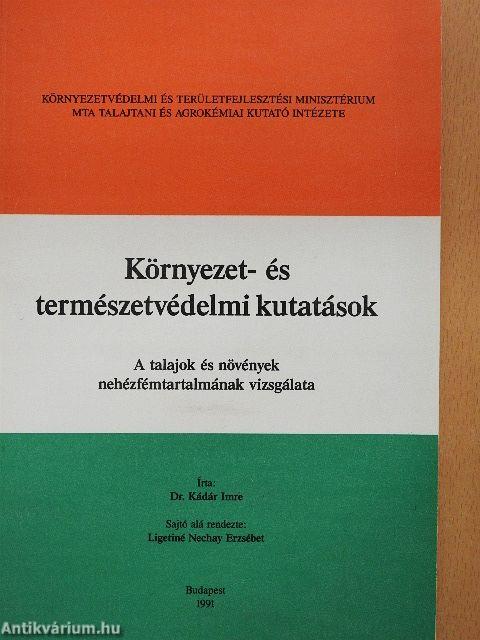 KÖRNYEZETVÉDELMI ÉS TERÜLETFEJLESZTÉSI MINISZTÉRIUM
MTA TALAJTANI ÉS AGROKÉMIAI KUTATÓ INTÉZETE
Környezet- és
természetvédelmi kutatások
A talajok és növények
nehézfémtartalmának vizsgálata
Írta:
Dr. Kádár Imre
Sajtó alá rendezte:
Ligetiné Nechay Erzsébet
Budapest
1991
Antikvárium.hu